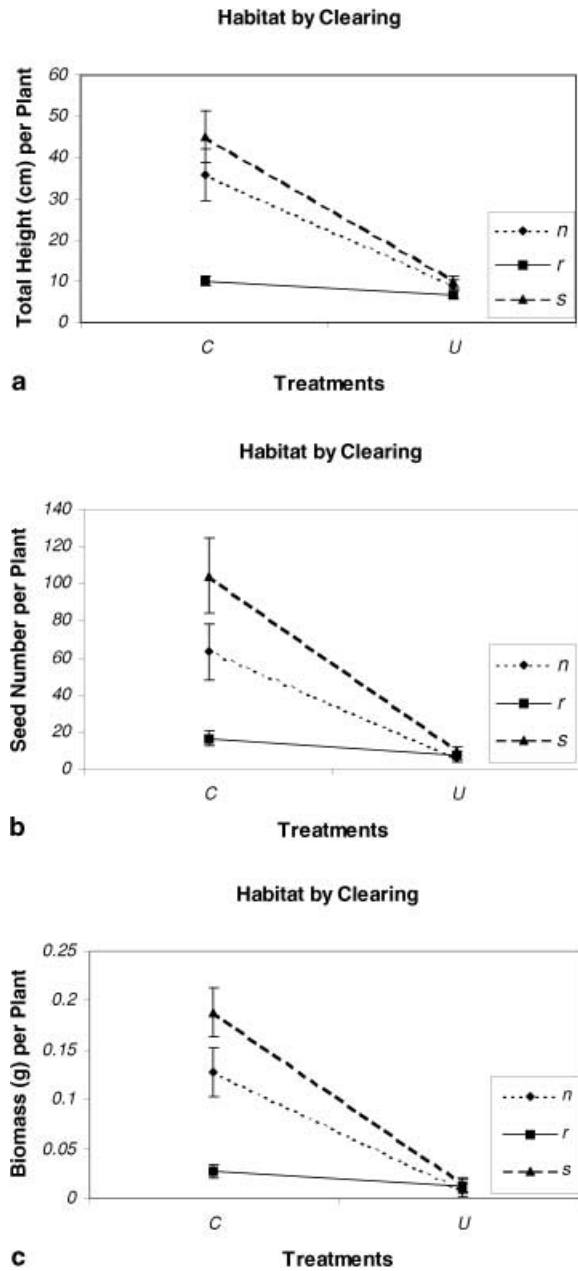 Habitat by Clearing
Total Height (cm) per Plant
60
50
40
30
20
10
0
C
U
n
r
s
Treatments
a
Habitat by Clearing
Seed Number per Plant
140
120
100
80
60
40
20
0
C
U
n
r
s
Treatments
b
Habitat by Clearing
Biomass (g) per Plant
0.25
0.2
0.15
0.1
0.05
0
C
U
n
r
s
Treatments
c